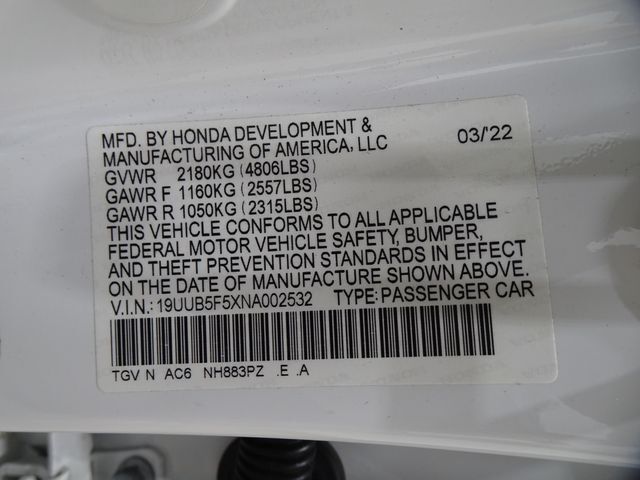 MFD. BY HONDA DEVELOPMENT & 03/'22
MANUFACTURING OF AMERICA, LLC
GVWR 2180KG (4806LBS)
GAWR F 1160KG (2557LBS)
GAWR R 1050KG (2315LBS)
THIS VEHICLE CONFORMS TO ALL APPLICABLE
FEDERAL MOTOR VEHICLE SAFETY, BUMPER,
AND THEFT PREVENTION STANDARDS IN EFFECT
ON THE DATE OF MANUFACTURE SHOWN ABOVE.
V.I.N.: 19UUB5F5XNA002532 TYPE: PASSENGER CAR
TGV N AC6 NH883PZ .E .A